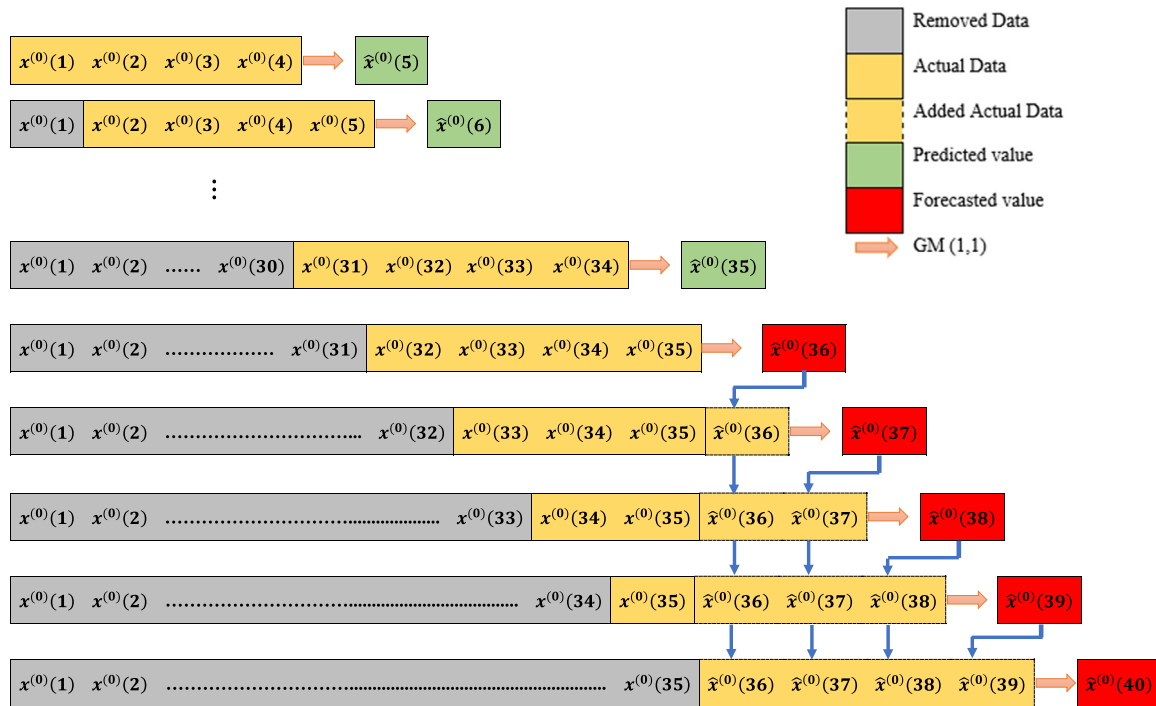 Removed Data
Actual Data
Added Actual Data
Predicted value
Forecasted value
GM (1,1)
x⁽⁰⁾(1) x⁽⁰⁾(2) x⁽⁰⁾(3) x⁽⁰⁾(4) x̂⁽⁰⁾(5)
x⁽⁰⁾(1) x⁽⁰⁾(2) x⁽⁰⁾(3) x⁽⁰⁾(4) x⁽⁰⁾(5) x̂⁽⁰⁾(6)
⋮
x⁽⁰⁾(1) x⁽⁰⁾(2) …… x⁽⁰⁾(30) x⁽⁰⁾(31) x⁽⁰⁾(32) x⁽⁰⁾(33) x⁽⁰⁾(34) x̂⁽⁰⁾(35)
x⁽⁰⁾(1) x⁽⁰⁾(2) ……………… x⁽⁰⁾(31) x⁽⁰⁾(32) x⁽⁰⁾(33) x⁽⁰⁾(34) x⁽⁰⁾(35) x̂⁽⁰⁾(36)
x⁽⁰⁾(1) x⁽⁰⁾(2) ………………………….... x⁽⁰⁾(32) x⁽⁰⁾(33) x⁽⁰⁾(34) x⁽⁰⁾(35) x̂⁽⁰⁾(36) x̂⁽⁰⁾(37)
x⁽⁰⁾(1) x⁽⁰⁾(2) ………………………...................... x⁽⁰⁾(33) x⁽⁰⁾(34) x⁽⁰⁾(35) x̂⁽⁰⁾(36) x̂⁽⁰⁾(37) x̂⁽⁰⁾(38)
x⁽⁰⁾(1) x⁽⁰⁾(2) ………………………......................................... x⁽⁰⁾(34) x⁽⁰⁾(35) x̂⁽⁰⁾(36) x̂⁽⁰⁾(37) x̂⁽⁰⁾(38) x̂⁽⁰⁾(39)
x⁽⁰⁾(1) x⁽⁰⁾(2) ………………………............................................................ x⁽⁰⁾(35) x̂⁽⁰⁾(36) x̂⁽⁰⁾(37) x̂⁽⁰⁾(38) x̂⁽⁰⁾(39) x̂⁽⁰⁾(40)